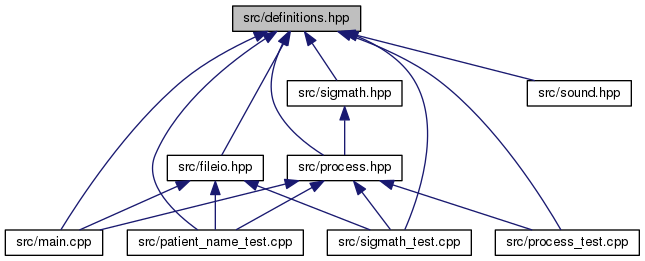 src/definitions.hpp
src/sigmath.hpp
src/sound.hpp
src/fileio.hpp
src/process.hpp
src/main.cpp
src/patient_name_test.cpp
src/sigmath_test.cpp
src/process_test.cpp